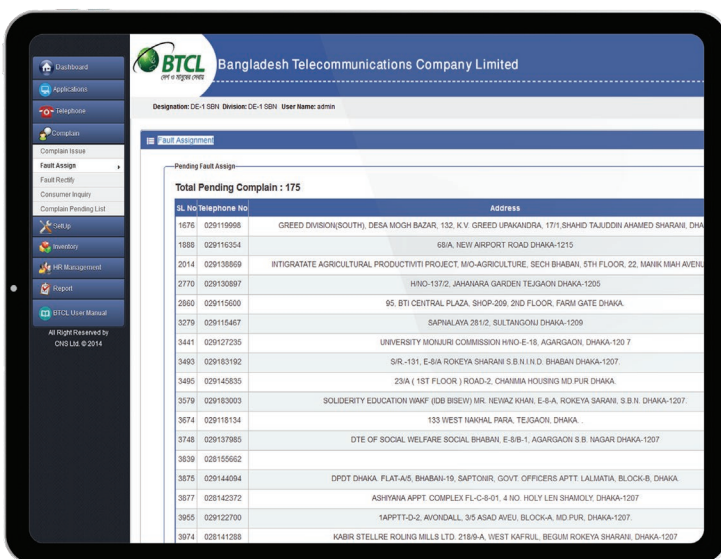 Dashboard
Applications
Telephone
Complain
Complain Issue
Fault Assign
Fault Rectify
Consumer Inquiry
Complain Pending List
SetUp
Inventory
HR Management
Report
BTCL User Manual
All Right Reserved by
CNS Ltd. © 2014
BTCL
দেশ ও মানুষের সেবায়
Bangladesh Telecommunications Company Limited
Designation: DE-1 SBN Division: DE-1 SBN User Name: admin
Fault Assignment
Pending Fault Assign
Total Pending Complain : 175
SL No Telephone No Address
1676 029119998 GREED DIVISION(SOUTH), DESA MOGH BAZAR, 132, K.V. GREED UPAKANDRA, 17/1,SHAHID TAJUDDIN AHAMED SHARANI, DHA
1888 029116354 68/A, NEW AIRPORT ROAD DHAKA-1215
2014 029138869 INTIGRATATE AGRICULTURAL PRODUCTIVITI PROJECT, M/O-AGRICULTURE, SECH BHABAN, 5TH FLOOR, 22, MANIK MIAH AVENU
2770 029130897 H/NO-137/2, JAHANARA GARDEN TEJGAON DHAKA-1205
2860 029115600 95, BTI CENTRAL PLAZA, SHOP-209, 2ND FLOOR, FARM GATE DHAKA.
3279 029115467 SAPNALAYA 281/2, SULTANGONJ DHAKA-1209
3441 029127235 UNIVERSITY MONJURI COMMISSION H/NO-E-18, AGARGAON, DHAKA-120 7
3493 029183192 S/R.-131, E-8/A ROKEYA SHARANI S.B.N.I.N.D. BHABAN DHAKA-1207.
3495 029145835 23/A ( 1ST FLOOR ) ROAD-2, CHANMIA HOUSING MD.PUR DHAKA.
3579 029183003 SOLIDERITY EDUCATION WAKF (IDB BISEW) MR. NEWAZ KHAN, E-8-A, ROKEYA SARANI, S.B.N. DHAKA-1207.
3674 029118134 133 WEST NAKHAL PARA, TEJGAON, DHAKA. .
3748 029137985 DTE OF SOCIAL WELFARE SOCIAL BHABAN, E-8/B-1, AGARGAON S.B. NAGAR DHAKA-1207
3839 028155662
3875 029144094 DPDT DHAKA. FLAT-A/5, BHABAN-19, SAPTONIR, GOVT. OFFICERS APTT. LALMATIA, BLOCK-B, DHAKA.
3877 028142372 ASHIYANA APPT. COMPLEX FL-C-8-01, 4 NO. HOLY LEN SHAMOLY, DHAKA-1207
3955 029122700 1APPTT-D-2, AVONDALL, 3/5 ASAD AVEU, BLOCK-A, MD.PUR, DHAKA-1207.
3974 028141288 KABIR STELLRE ROLING MILLS LTD. 218/9-A, WEST KAFRUL, BEGUM ROKEYA SHARANI, DHAKA-1207